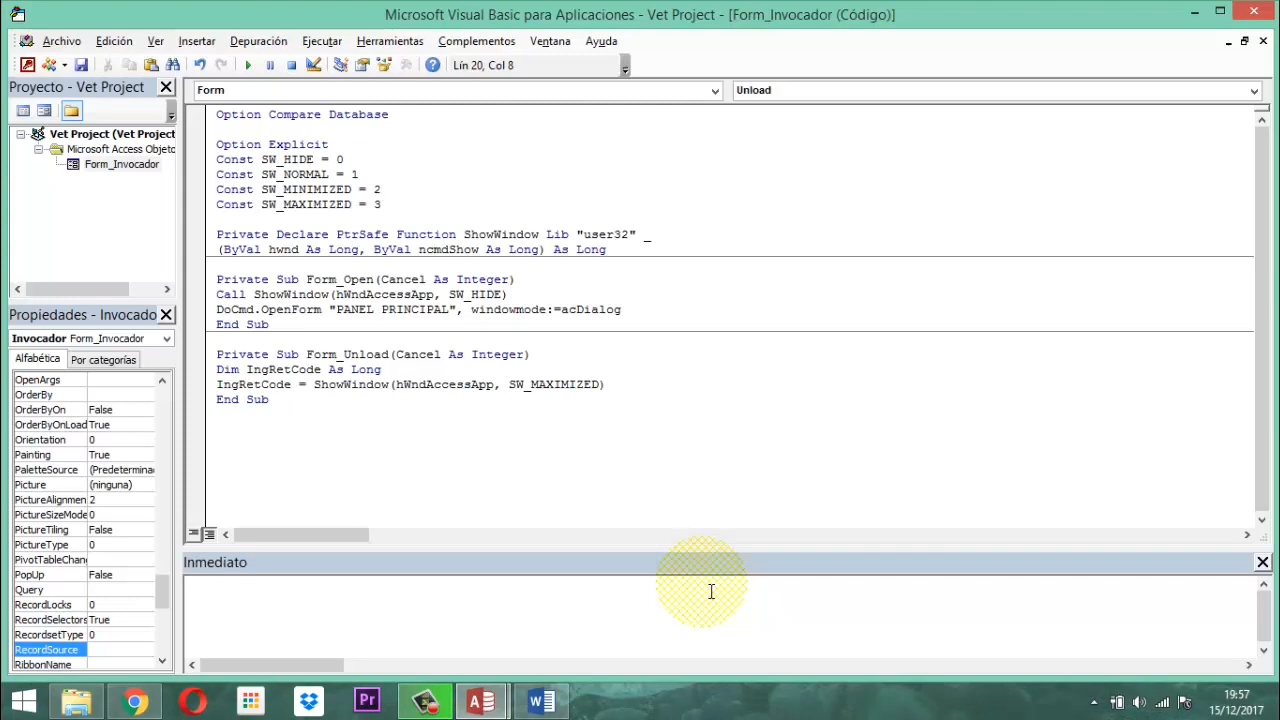 Microsoft Visual Basic para Aplicaciones - Vet Project - [Form_Invocador (Código)]
Archivo Edición Ver Insertar Formato Depuración Ejecutar Herramientas Complementos Ventana Ayuda
Lín 20, Col 8
Proyecto - Vet Project
Form
Unload
Vet Project (Vet Project
Microsoft Access Objeto
Form_Invocador
Option Compare Database
Option Explicit
Const SW_HIDE = 0
Const SW_NORMAL = 1
Const SW_MINIMIZED = 2
Const SW_MAXIMIZED = 3
Private Declare PtrSafe Function ShowWindow Lib "user32" _
(ByVal hwnd As Long, ByVal ncmdShow As Long) As Long
Private Sub Form_Open(Cancel As Integer)
Call ShowWindow(hWndAccessApp, SW_HIDE)
DoCmd.OpenForm "PANEL PRINCIPAL", windowmode:=acDialog
End Sub
Private Sub Form_Unload(Cancel As Integer)
Dim IngRetCode As Long
IngRetCode = ShowWindow(hWndAccessApp, SW_MAXIMIZED)
End Sub
Propiedades - Invocado
Invocador Form_Invocador
Alfabética Por categorías
OpenArgs
OrderBy
OrderByOn False
OrderByOnLoad True
Orientation 0
Painting True
PaletteSource (Predetermina
Picture (ninguna)
PictureAlignmen 2
PictureSizeMode 0
PictureTiling False
PictureType 0
PivotTableChan
PopUp False
Query
RecordLocks 0
RecordSelectors True
RecordsetType 0
RecordSource
RibbonName
Inmediato
Pr
19:57
15/12/2017